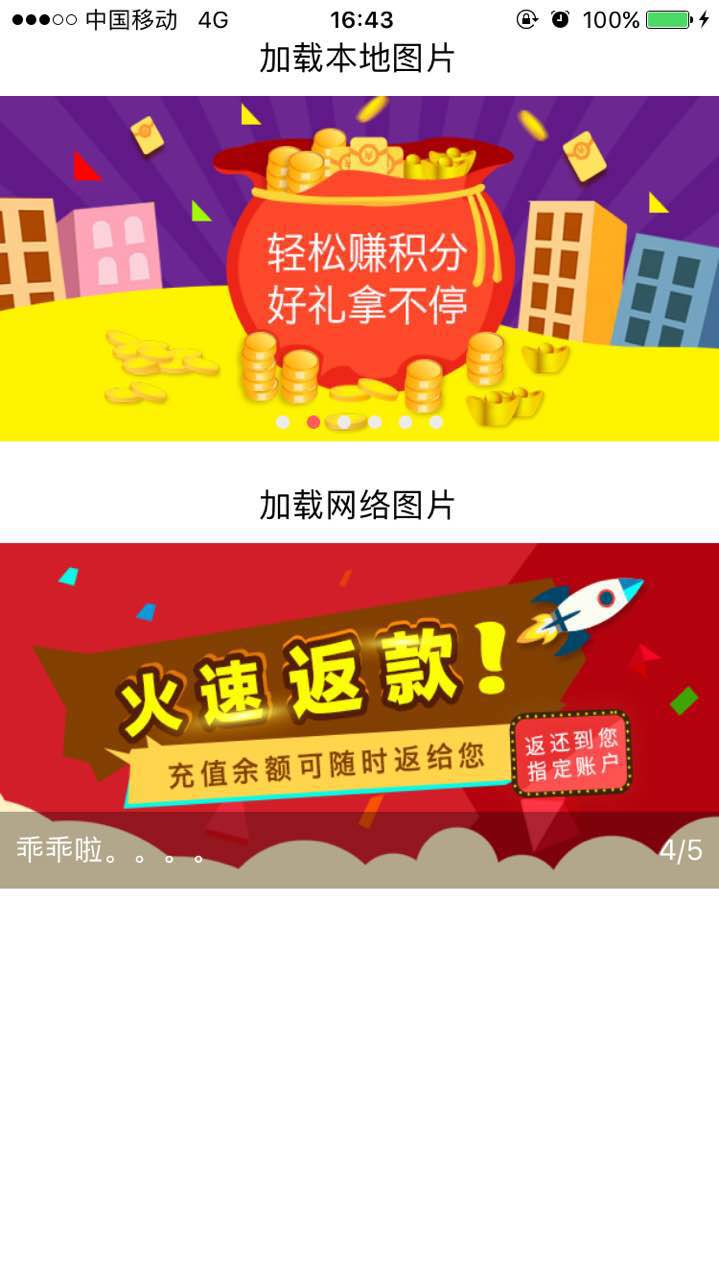 中国移动 4G 16:43 100%
加载本地图片
轻松赚积分
好礼拿不停
加载网络图片
火速返款!
充值余额可随时返给您
返还到您
指定账户
乖乖啦。。。。 4/5